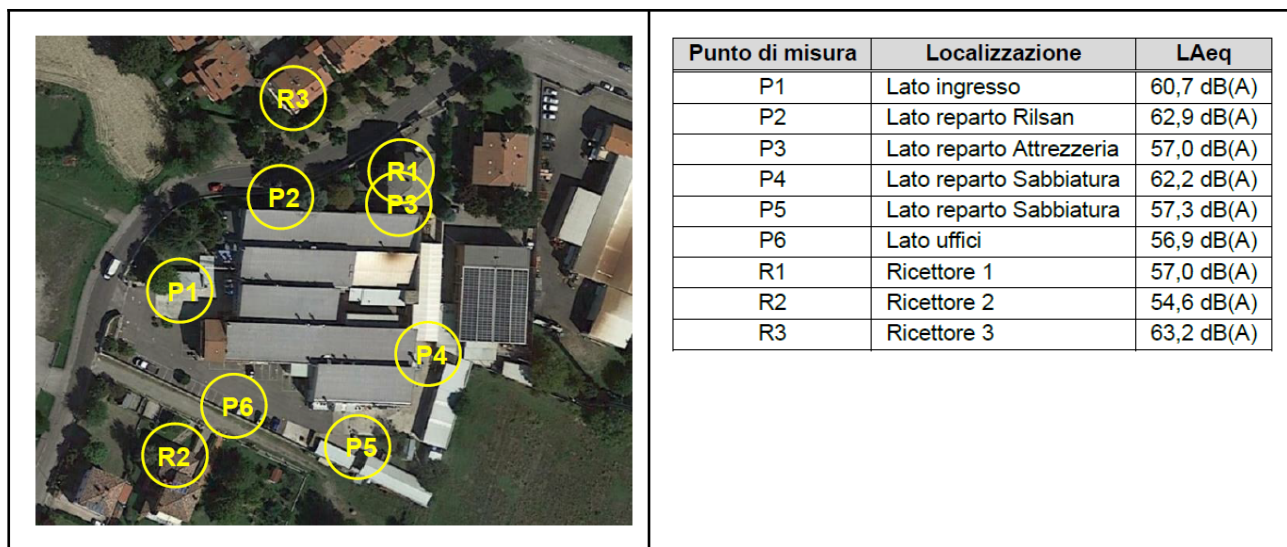 R3
R1
P2
P3
P1
P4
P6
P5
R2
Punto di misura Localizzazione LAeq
P1 Lato ingresso 60,7 dB(A)
P2 Lato reparto Rilsan 62,9 dB(A)
P3 Lato reparto Attrezzeria 57,0 dB(A)
P4 Lato reparto Sabbiatura 62,2 dB(A)
P5 Lato reparto Sabbiatura 57,3 dB(A)
P6 Lato uffici 56,9 dB(A)
R1 Ricettore 1 57,0 dB(A)
R2 Ricettore 2 54,6 dB(A)
R3 Ricettore 3 63,2 dB(A)